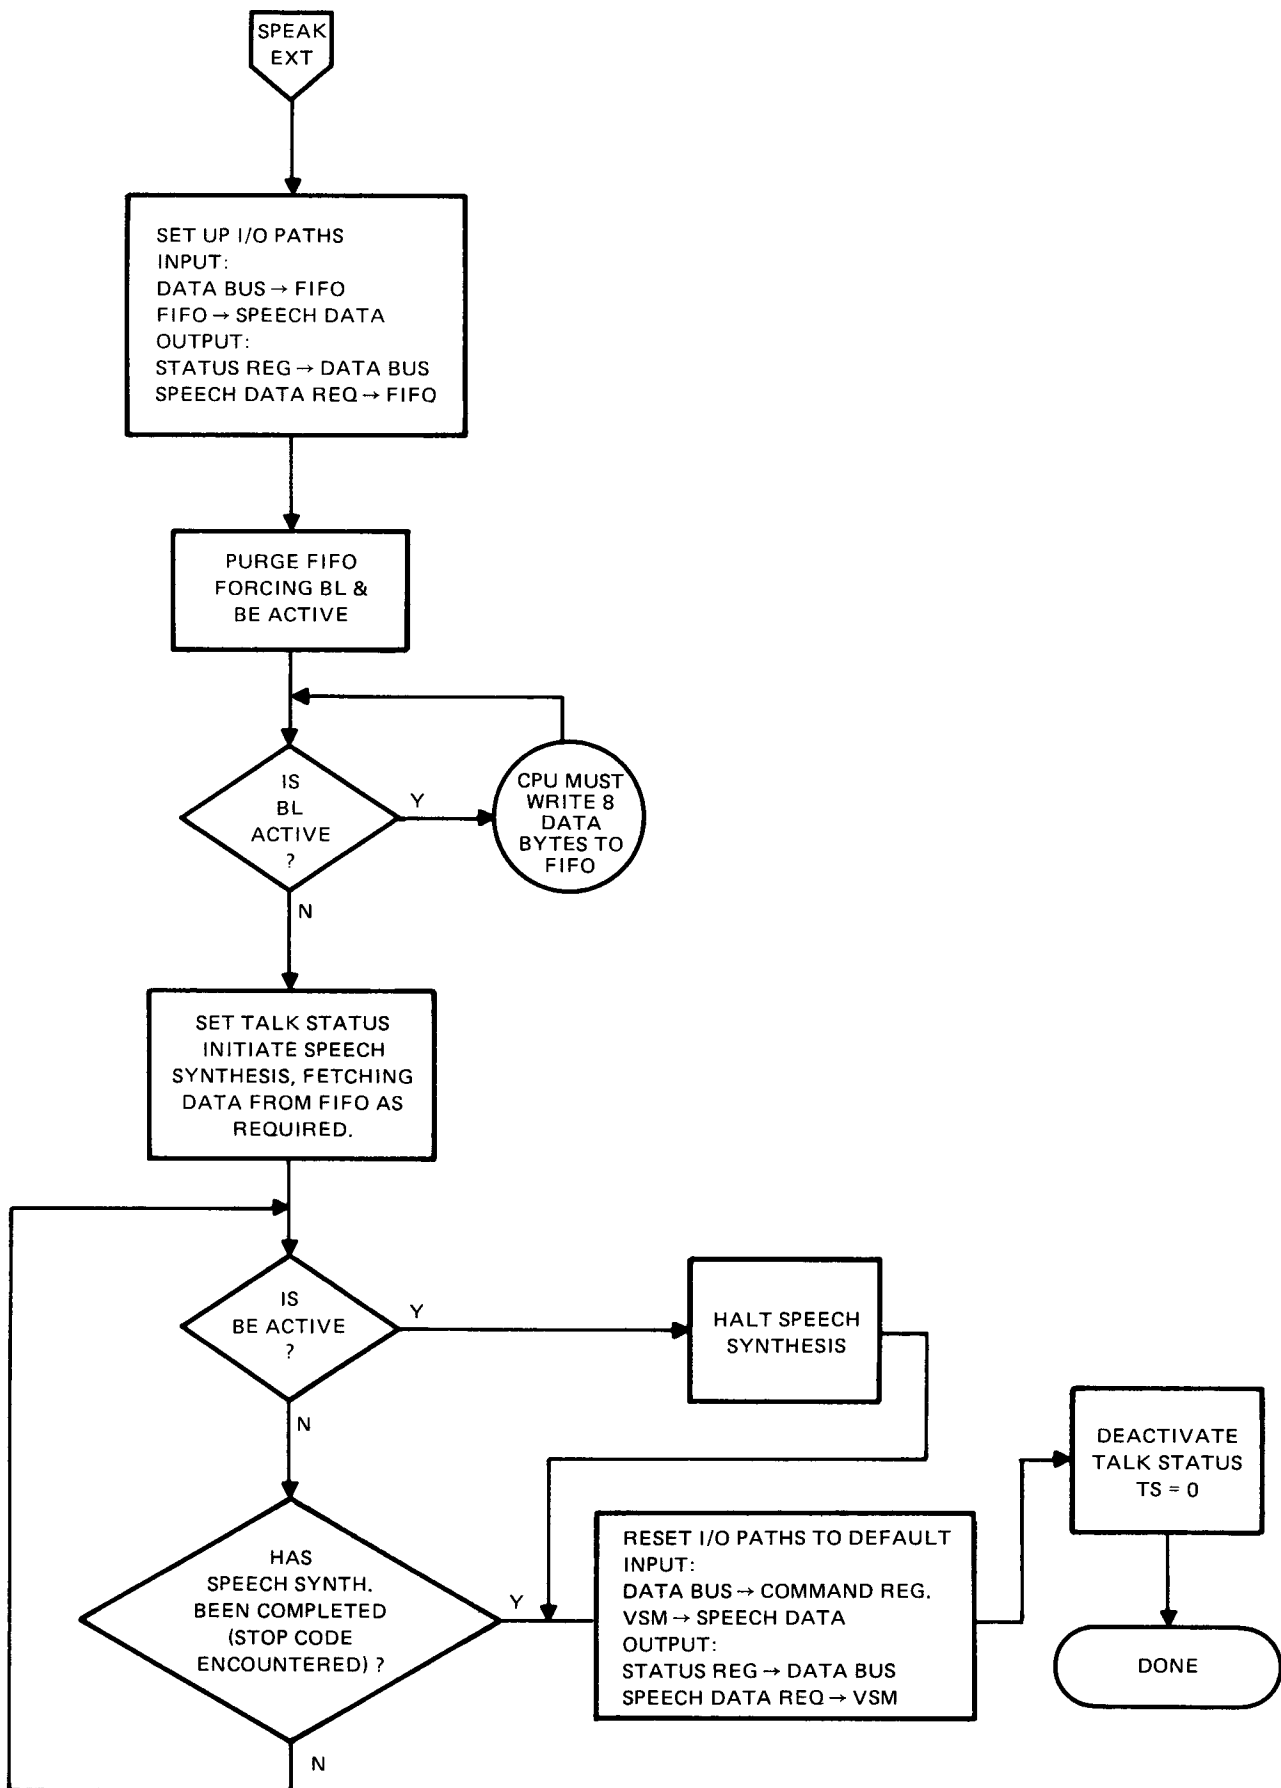 SPEAK
EXT
SET UP I/O PATHS
INPUT:
DATA BUS → FIFO
FIFO → SPEECH DATA
OUTPUT:
STATUS REG → DATA BUS
SPEECH DATA REQ → FIFO
PURGE FIFO
FORCING BL &
BE ACTIVE
IS
BL
ACTIVE
?
Y
CPU MUST
WRITE 8
DATA
BYTES TO
FIFO
N
SET TALK STATUS
INITIATE SPEECH
SYNTHESIS, FETCHING
DATA FROM FIFO AS
REQUIRED.
IS
BE ACTIVE
?
Y
HALT SPEECH
SYNTHESIS
N
DEACTIVATE
TALK STATUS
TS = 0
HAS
SPEECH SYNTH.
BEEN COMPLETED
(STOP CODE
ENCOUNTERED) ?
Y
RESET I/O PATHS TO DEFAULT
INPUT:
DATA BUS → COMMAND REG.
VSM → SPEECH DATA
OUTPUT:
STATUS REG → DATA BUS
SPEECH DATA REQ → VSM
DONE
N